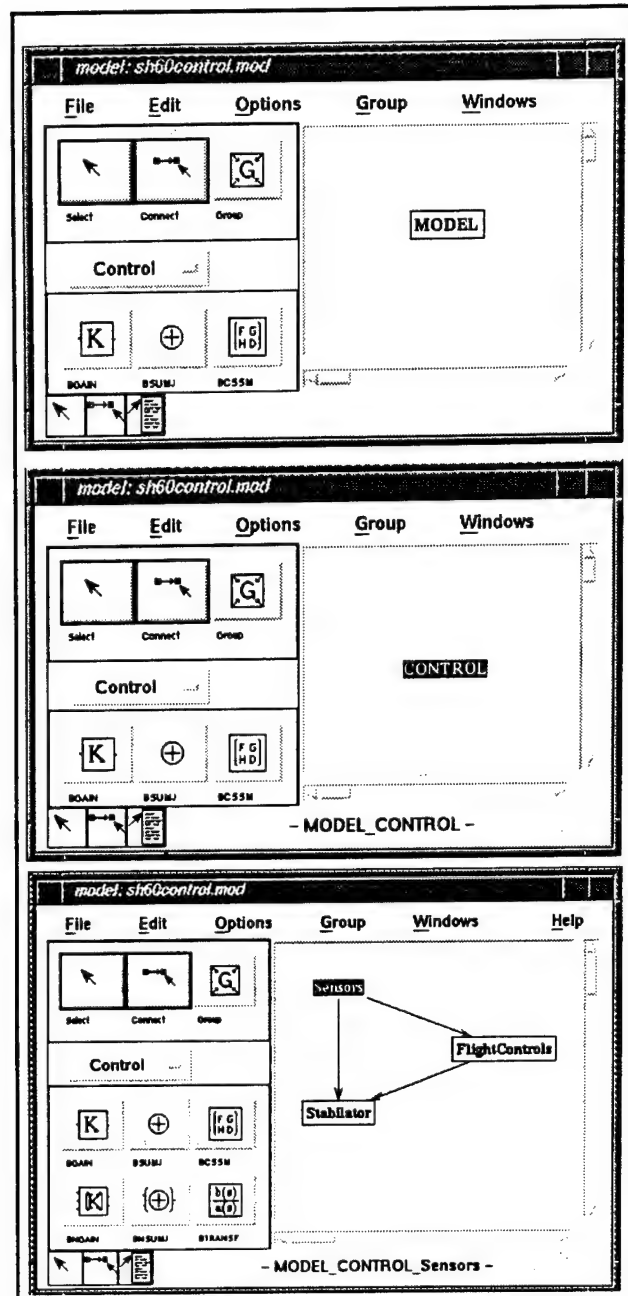 model: sh60control.mod
File Edit Options Group Windows
Select Connect Group
G
MODEL
Control
K + F G H D
BGAIN BSUMJ BCSSM
model: sh60control.mod
File Edit Options Group Windows
Select Connect Group
G
CONTROL
Control
K + F G H D
BGAIN BSUMJ BCSSM
- MODEL_CONTROL -
model: sh60control.mod
File Edit Options Group Windows Help
Select Connect Group
G
Sensors
FlightControls
Control
Stabilator
K + F G H D
BGAIN BSUMJ BCSSM
K {+} b(s) a(s)
BNGAIN BNSUMJ BTRANSF
- MODEL_CONTROL_Sensors -